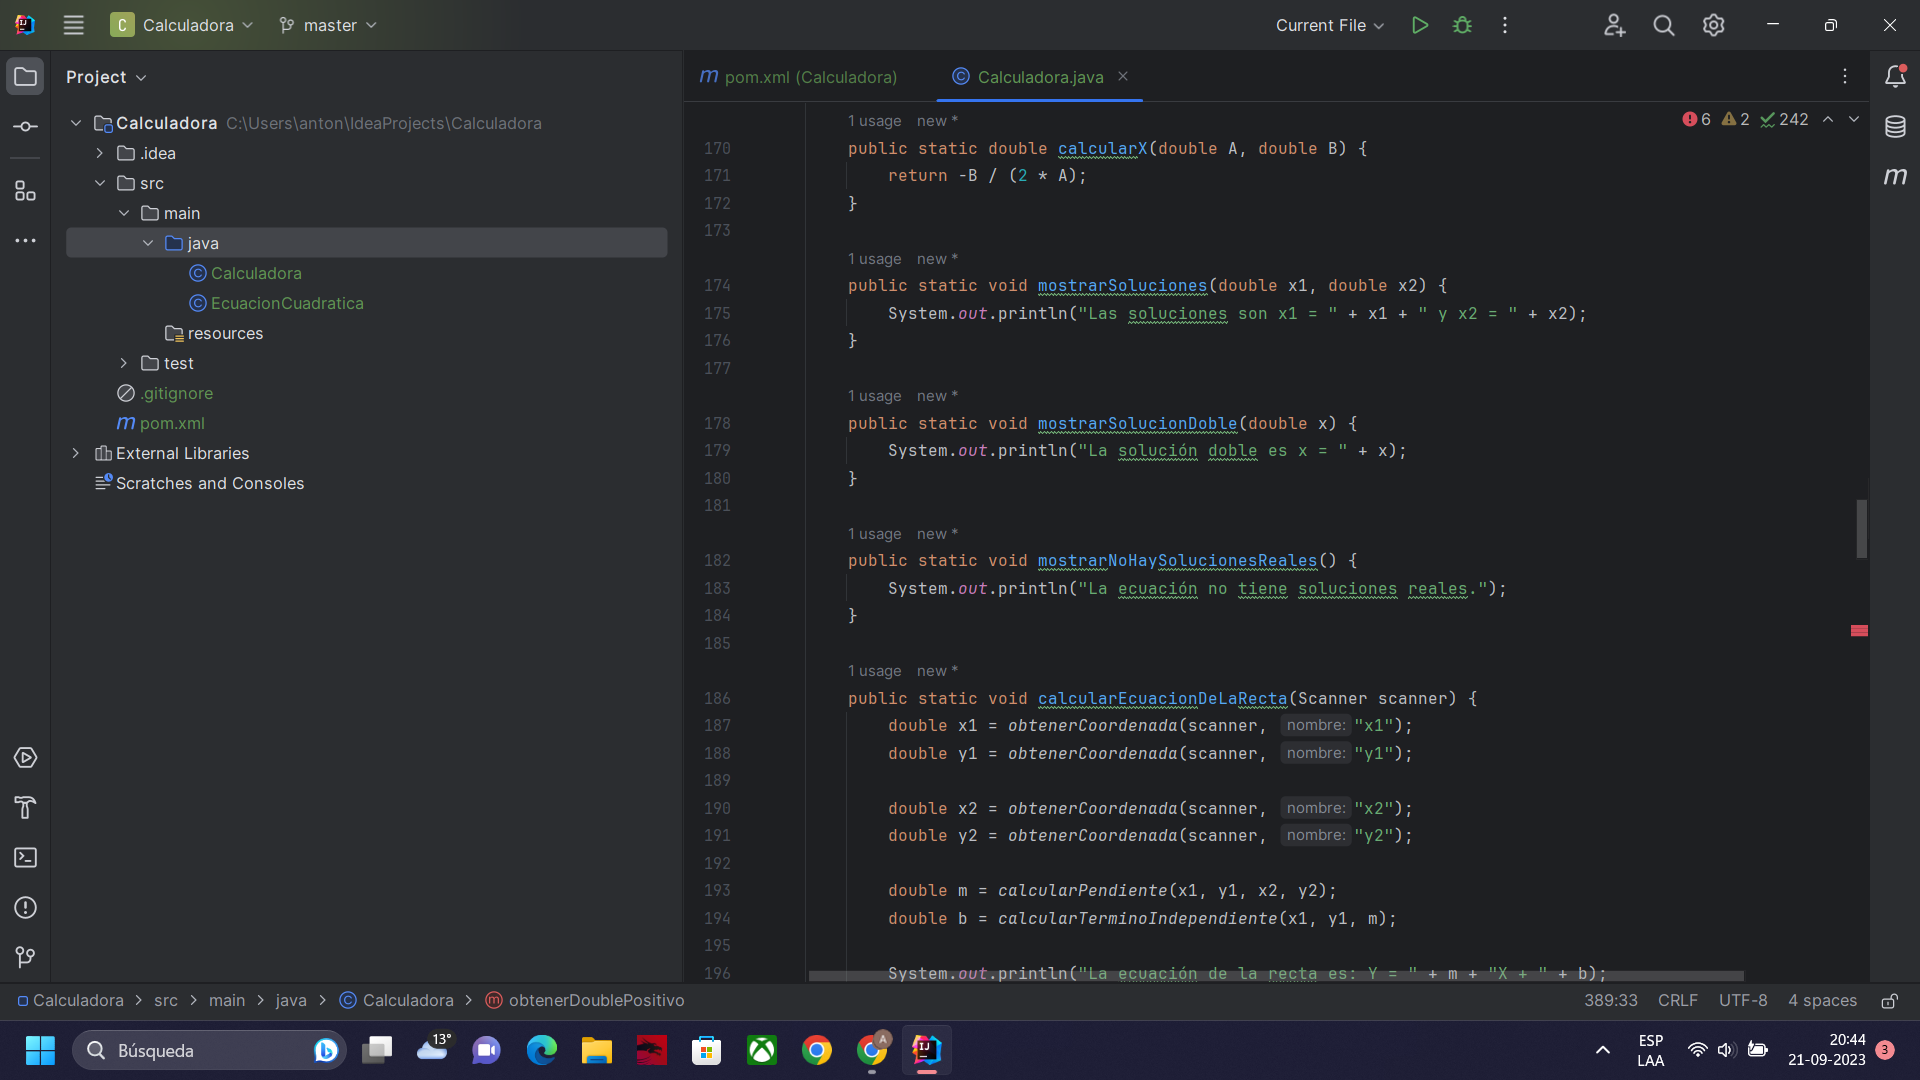 C Calculadora master Current File
Project
Calculadora C:\Users\anton\IdeaProjects\Calculadora
.idea
src
main
java
Calculadora
EcuacionCuadratica
resources
test
.gitignore
pom.xml
External Libraries
Scratches and Consoles
pom.xml (Calculadora) Calculadora.java
6 2 242
1 usage new *
170 public static double calcularX(double A, double B) {
171 return -B / (2 * A);
172 }
173
1 usage new *
174 public static void mostrarSoluciones(double x1, double x2) {
175 System.out.println("Las soluciones son x1 = " + x1 + " y x2 = " + x2);
176 }
177
1 usage new *
178 public static void mostrarSolucionDoble(double x) {
179 System.out.println("La solución doble es x = " + x);
180 }
181
1 usage new *
182 public static void mostrarNoHaySolucionesReales() {
183 System.out.println("La ecuación no tiene soluciones reales.");
184 }
185
1 usage new *
186 public static void calcularEcuacionDeLaRecta(Scanner scanner) {
187 double x1 = obtenerCoordenada(scanner, nombre: "x1");
188 double y1 = obtenerCoordenada(scanner, nombre: "y1");
189
190 double x2 = obtenerCoordenada(scanner, nombre: "x2");
191 double y2 = obtenerCoordenada(scanner, nombre: "y2");
192
193 double m = calcularPendiente(x1, y1, x2, y2);
194 double b = calcularTerminoIndependiente(x1, y1, m);
195
196 System.out.println("La ecuación de la recta es: Y = " + m + "X + " + b);
Calculadora > src > main > java > Calculadora > obtenerDoublePositivo
389:33 CRLF UTF-8 4 spaces
Búsqueda
13°
A
ESP
LAA
20:44
21-09-2023
3